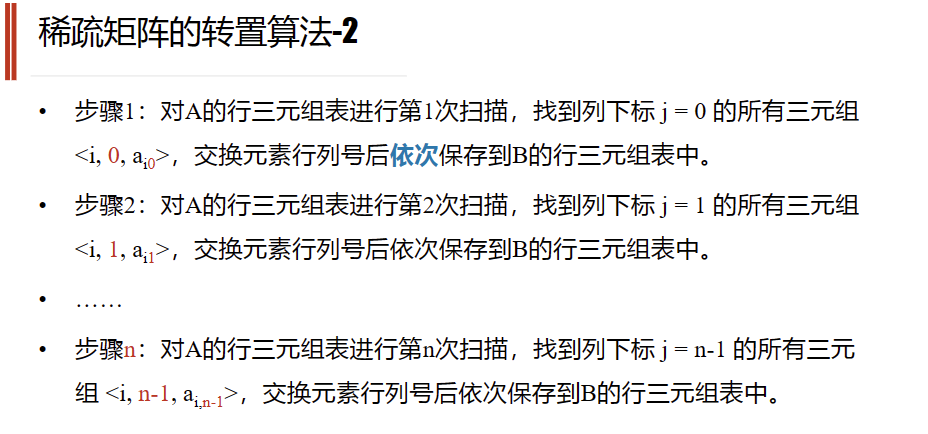 稀疏矩阵的转置算法-2
• 步骤1：对A的行三元组表进行第1次扫描，找到列下标 j = 0 的所有三元组
<i, 0, ai0>，交换元素行列号后依次保存到B的行三元组表中。
• 步骤2：对A的行三元组表进行第2次扫描，找到列下标 j = 1 的所有三元组
<i, 1, ai1>，交换元素行列号后依次保存到B的行三元组表中。
• ……
• 步骤n：对A的行三元组表进行第n次扫描，找到列下标 j = n-1 的所有三元
组 <i, n-1, ai,n-1>，交换元素行列号后依次保存到B的行三元组表中。